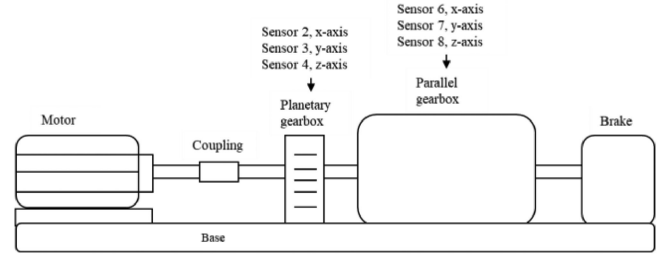 Sensor 6, x-axis
Sensor 7, y-axis
Sensor 8, z-axis
Sensor 2, x-axis
Sensor 3, y-axis
Sensor 4, z-axis
Parallel
gearbox
Planetary
gearbox
Motor
Brake
Coupling
Base